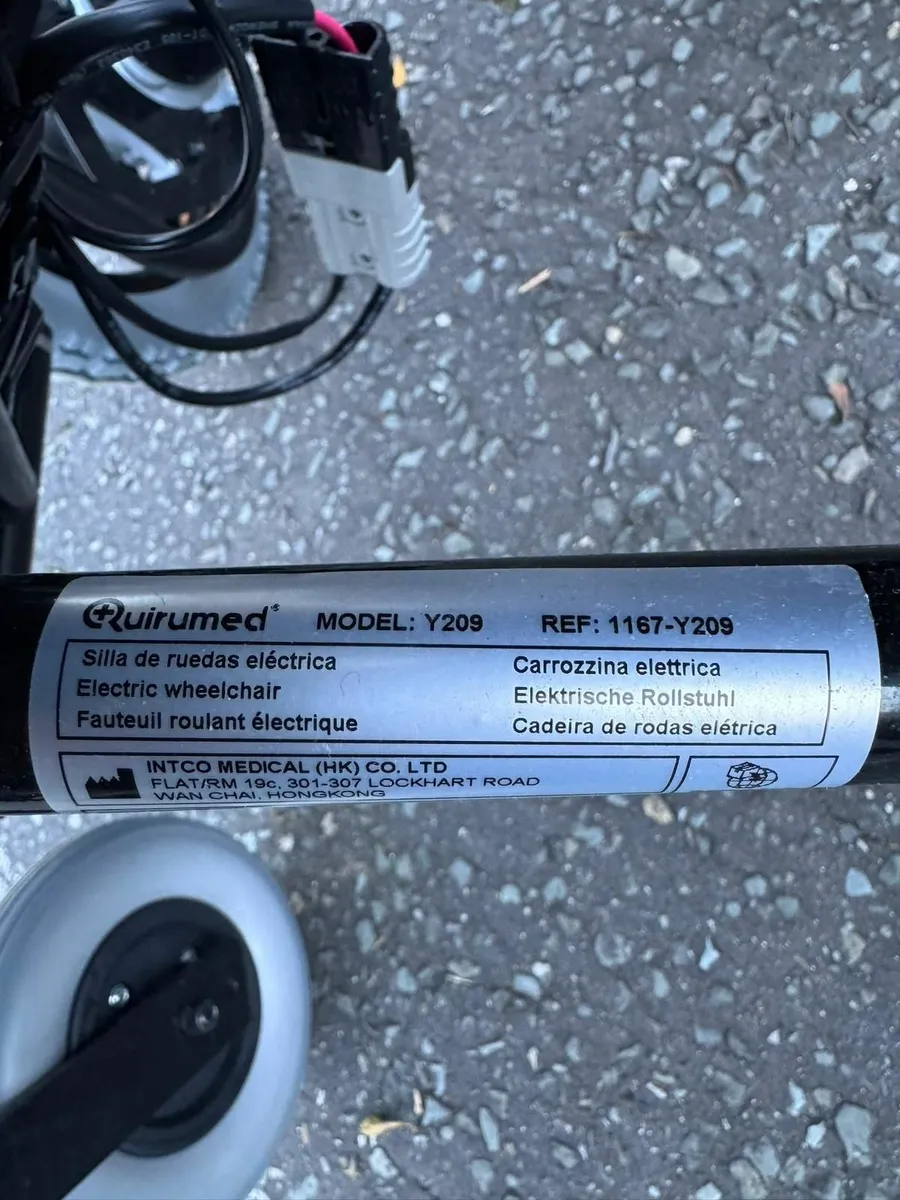 Quirumed® MODEL: Y209 REF: 1167-Y209
Silla de ruedas eléctrica Carrozzina elettrica
Electric wheelchair Elektrische Rollstuhl
Fauteuil roulant électrique Cadeira de rodas elétrica
INTCO MEDICAL (HK) CO. LTD
FLAT/RM 19c, 301-307 LOCKHART ROAD
WAN CHAI, HONGKONG